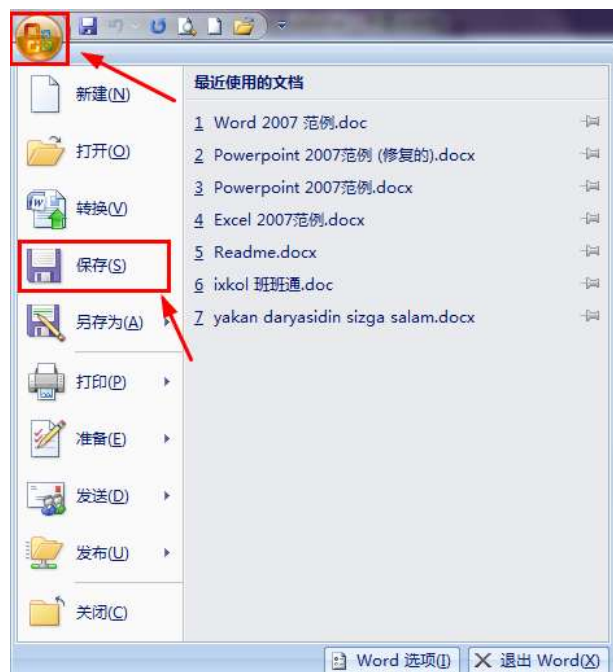 新建(N)
打开(O)
转换(V)
保存(S)
另存为(A)
打印(P)
准备(E)
发送(D)
发布(U)
关闭(C)
最近使用的文档
1 Word 2007 范例.doc
2 Powerpoint 2007范例 (修复的).docx
3 Powerpoint 2007范例.docx
4 Excel 2007范例.docx
5 Readme.docx
6 ixkol 班班通.doc
7 yakan daryasidin sizga salam.docx
Word 选项(I)
退出 Word(X)